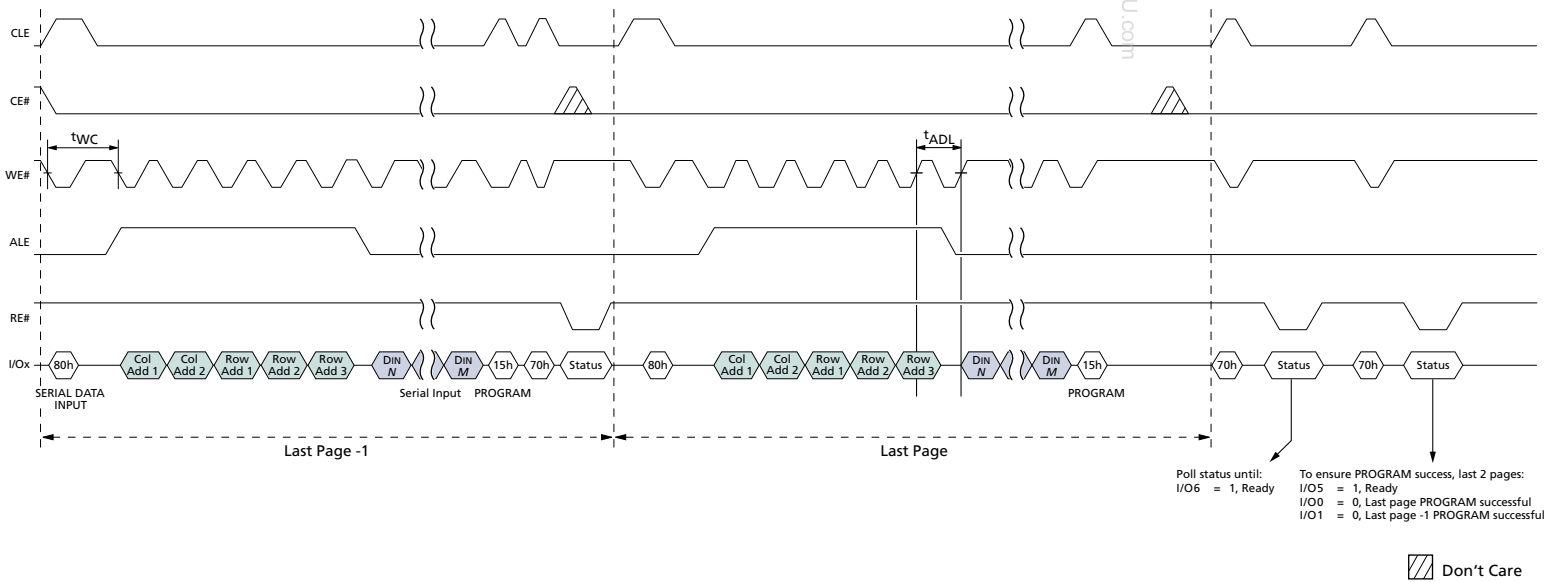 U.com
CLE
CE#
tWC
tADL
WE#
ALE
RE#
I/Ox
80h
Col Add 1
Col Add 2
Row Add 1
Row Add 2
Row Add 3
DIN N
DIN M
15h
70h
Status
80h
Col Add 1
Col Add 2
Row Add 1
Row Add 2
Row Add 3
DIN N
DIN M
15h
70h
Status
70h
Status
SERIAL DATA
INPUT
Serial Input
PROGRAM
PROGRAM
Last Page -1
Last Page
Poll status until:
I/O6 = 1, Ready
To ensure PROGRAM success, last 2 pages:
I/O5 = 1, Ready
I/O0 = 0, Last page PROGRAM successful
I/O1 = 0, Last page -1 PROGRAM successful
Don't Care